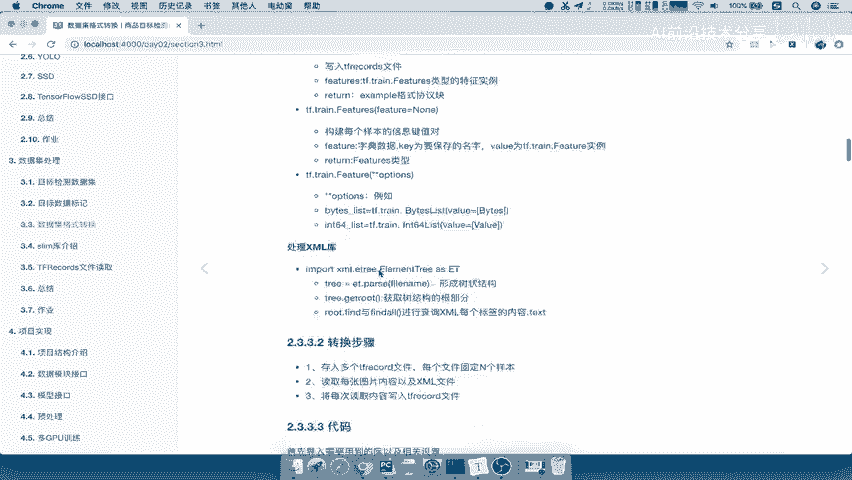 Chrome 文件 修改 视图 历史记录 书签 其他人 电动窗 帮助 100%
数据集格式转换 | 商品目标检测
localhost:4000/day02/section3.html
AI前沿技术分享
2.6. YOLO
2.7. SSD
2.8. TensorFlowSSD接口
2.9. 总结
2.10. 作业
3. 数据集处理
3.1. 目标检测数据集
3.2. 目标数据标记
3.3. 数据集格式转换
3.4. slim库介绍
3.5. TFRecords文件读取
3.6. 总结
3.7. 作业
4. 项目实现
4.1. 项目结构介绍
4.2. 数据模块接口
4.3. 模型接口
4.4. 预处理
4.5. 多GPU训练
写入tfrecords文件
features:tf.train.Features类型的特征实例
return：example格式协议块
tf.train.Features(feature=None)
构建每个样本的信息键值对
feature:字典数据,key为要保存的名字，value为tf.train.Feature实例
return:Features类型
tf.train.Feature(**options)
**options：例如
bytes_list=tf.train. BytesList(value=[Bytes])
int64_list=tf.train. Int64List(value=[Value])
处理XML库
import xml.etree.ElementTree as ET
tree = et.parse(filename)：形成树状结构
tree.getroot():获取树结构的根部分
root.find与findall()进行查询XML每个标签的内容.text
2.3.3.2 转换步骤
1、存入多个tfrecord文件，每个文件固定N个样本
2、读取每张图片内容以及XML文件
3、将每次读取内容写入tfrecord文件
2.3.3.3 代码
首先导入需要用到的库以及相关设置